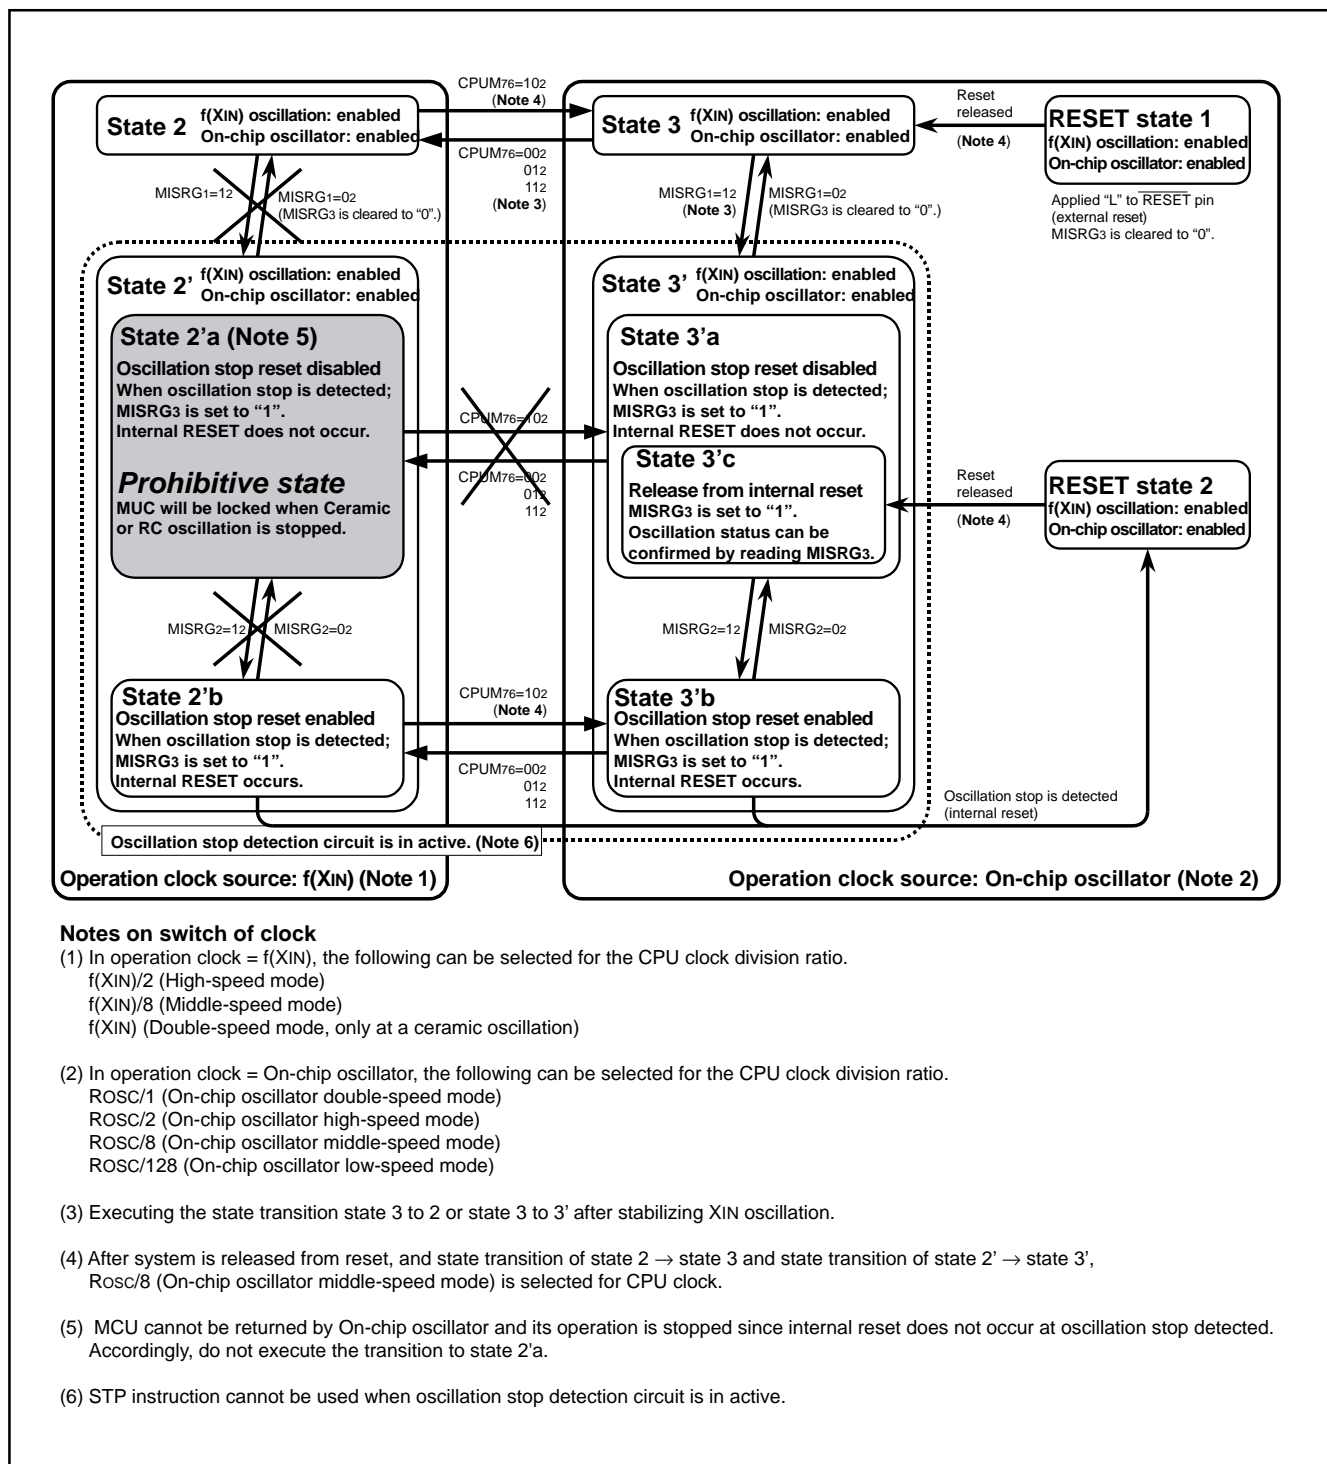 CPUM76=102
(Note 4)
State 2
f(XIN) oscillation: enabled
On-chip oscillator: enabled
State 3
f(XIN) oscillation: enabled
On-chip oscillator: enabled
Reset
released
(Note 4)
RESET state 1
f(XIN) oscillation: enabled
On-chip oscillator: enabled
CPUM76=002
012
112
(Note 3)
MISRG1=12
MISRG1=02
(MISRG3 is cleared to “0”.)
MISRG1=12
(Note 3)
MISRG1=02
(MISRG3 is cleared to “0”.)
Applied “L” to RESET pin
(external reset)
MISRG3 is cleared to “0”.
State 2’
f(XIN) oscillation: enabled
On-chip oscillator: enabled
State 3’
f(XIN) oscillation: enabled
On-chip oscillator: enabled
State 2’a (Note 5)
Oscillation stop reset disabled
When oscillation stop is detected;
MISRG3 is set to “1”.
Internal RESET does not occur.
Prohibitive state
MUC will be locked when Ceramic
or RC oscillation is stopped.
CPUM76=102
CPUM76=002
012
112
State 3’a
Oscillation stop reset disabled
When oscillation stop is detected;
MISRG3 is set to “1”.
Internal RESET does not occur.
State 3’c
Release from internal reset
MISRG3 is set to “1”.
Oscillation status can be
confirmed by reading MISRG3.
Reset
released
(Note 4)
RESET state 2
f(XIN) oscillation: enabled
On-chip oscillator: enabled
MISRG2=12
MISRG2=02
MISRG2=12
MISRG2=02
State 2’b
Oscillation stop reset enabled
When oscillation stop is detected;
MISRG3 is set to “1”.
Internal RESET occurs.
CPUM76=102
(Note 4)
CPUM76=002
012
112
State 3’b
Oscillation stop reset enabled
When oscillation stop is detected;
MISRG3 is set to “1”.
Internal RESET occurs.
Oscillation stop is detected
(internal reset)
Oscillation stop detection circuit is in active. (Note 6)
Operation clock source: f(XIN) (Note 1)
Operation clock source: On-chip oscillator (Note 2)
Notes on switch of clock
(1) In operation clock = f(XIN), the following can be selected for the CPU clock division ratio.
f(XIN)/2 (High-speed mode)
f(XIN)/8 (Middle-speed mode)
f(XIN) (Double-speed mode, only at a ceramic oscillation)
(2) In operation clock = On-chip oscillator, the following can be selected for the CPU clock division ratio.
ROSC/1 (On-chip oscillator double-speed mode)
ROSC/2 (On-chip oscillator high-speed mode)
ROSC/8 (On-chip oscillator middle-speed mode)
ROSC/128 (On-chip oscillator low-speed mode)
(3) Executing the state transition state 3 to 2 or state 3 to 3’ after stabilizing XIN oscillation.
(4) After system is released from reset, and state transition of state 2 → state 3 and state transition of state 2’ → state 3’,
ROSC/8 (On-chip oscillator middle-speed mode) is selected for CPU clock.
(5) MCU cannot be returned by On-chip oscillator and its operation is stopped since internal reset does not occur at oscillation stop detected.
Accordingly, do not execute the transition to state 2’a.
(6) STP instruction cannot be used when oscillation stop detection circuit is in active.